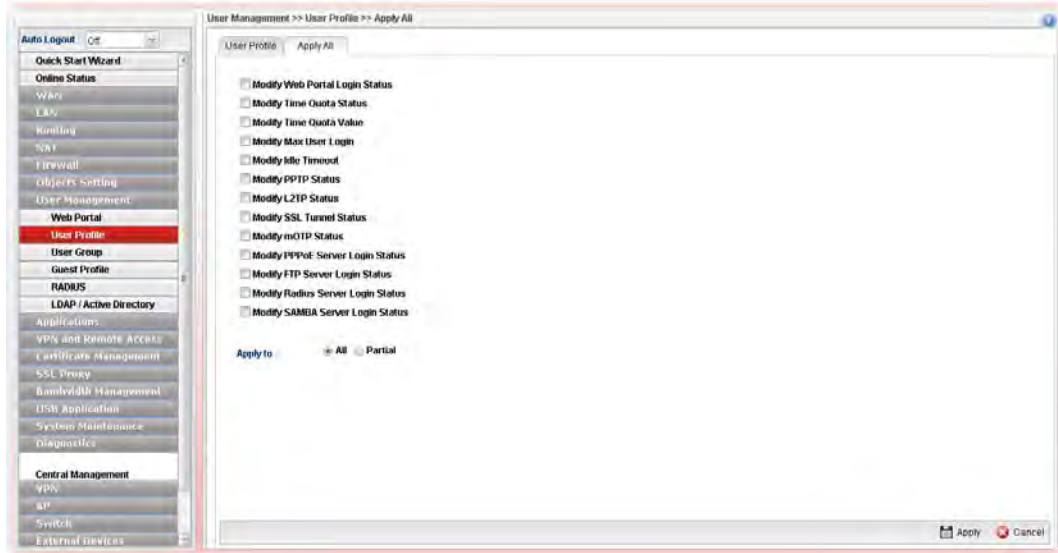 User Management >> User Profile >> Apply All
Auto Logout Off
Quick Start Wizard
Online Status
WAN
LAN
Routing
NAT
Firewall
Objects Setting
User Management
Web Portal
User Profile
User Group
Guest Profile
RADIUS
LDAP / Active Directory
Applications
VPN and Remote Access
Certificate Management
SSL Proxy
Bandwidth Management
USB Application
System Maintenance
Diagnostics
Central Management
VPN
AP
Switch
External Devices
User Profile Apply All
Modify Web Portal Login Status
Modify Time Quota Status
Modify Time Quota Value
Modify Max User Login
Modify Idle Timeout
Modify PPTP Status
Modify L2TP Status
Modify SSL Tunnel Status
Modify mOTP Status
Modify PPPoE Server Login Status
Modify FTP Server Login Status
Modify Radius Server Login Status
Modify SAMBA Server Login Status
Apply to All Partial
Apply Cancel